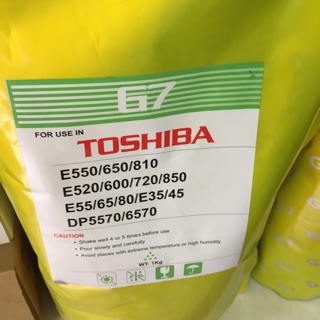 G7
FOR USE IN
TOSHIBA
E550/650/810
E520/600/720/850
E55/65/80/E35/45
DP5570/6570
CAUTION
• Shake well 4 or 5 times before use
• Pour slowly and carefully
• Avoid places with extreme temperature or high humidity
WT: 1Kg